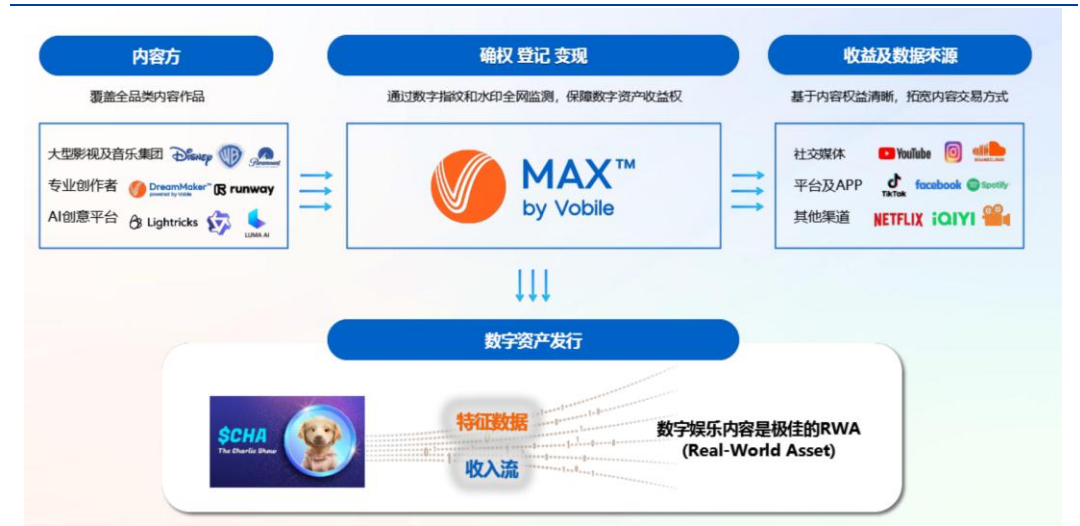 内容方
确权 登记 变现
收益及数据来源
覆盖全品类内容作品
通过数字指纹和水印全网监测，保障数字资产收益权
基于内容权益清晰，拓宽内容交易方式
大型影视及音乐集团 Disney WB Paramount
专业创作者 DreamMaker™ powered by Vobile runway
AI创意平台 Lightricks LUMA AI
MAX™
by Vobile
社交媒体 YouTube SOUNDCLOUD
平台及APP TikTok facebook Spotify
其他渠道 NETFLIX iQIYI
数字资产发行
$CHA
The Charlie Show
特征数据
收入流
数字娱乐内容是极佳的RWA
(Real-World Asset)